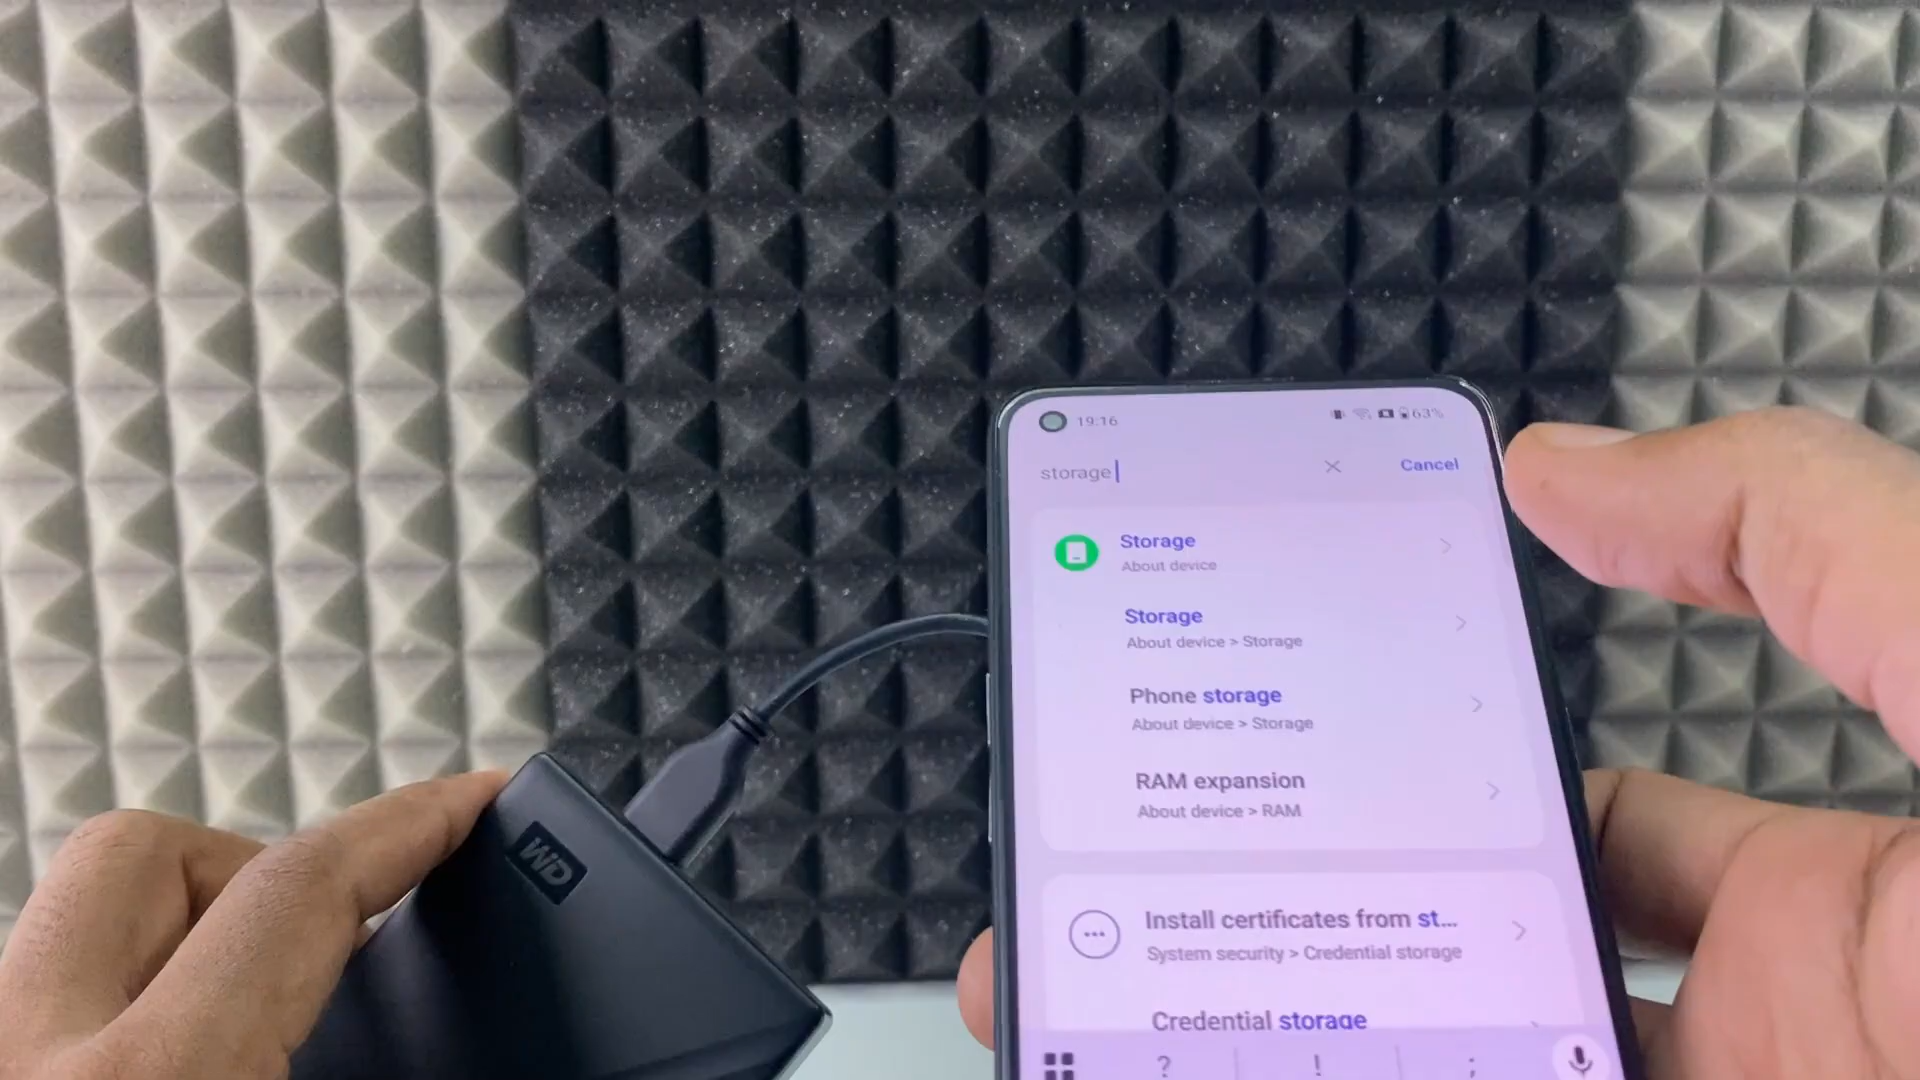 19:16
63%
storage
Cancel
Storage
About device
Storage
About device > Storage
Phone storage
About device > Storage
RAM expansion
About device > RAM
Install certificates from st...
System security > Credential storage
Credential storage
? ! ;
WD